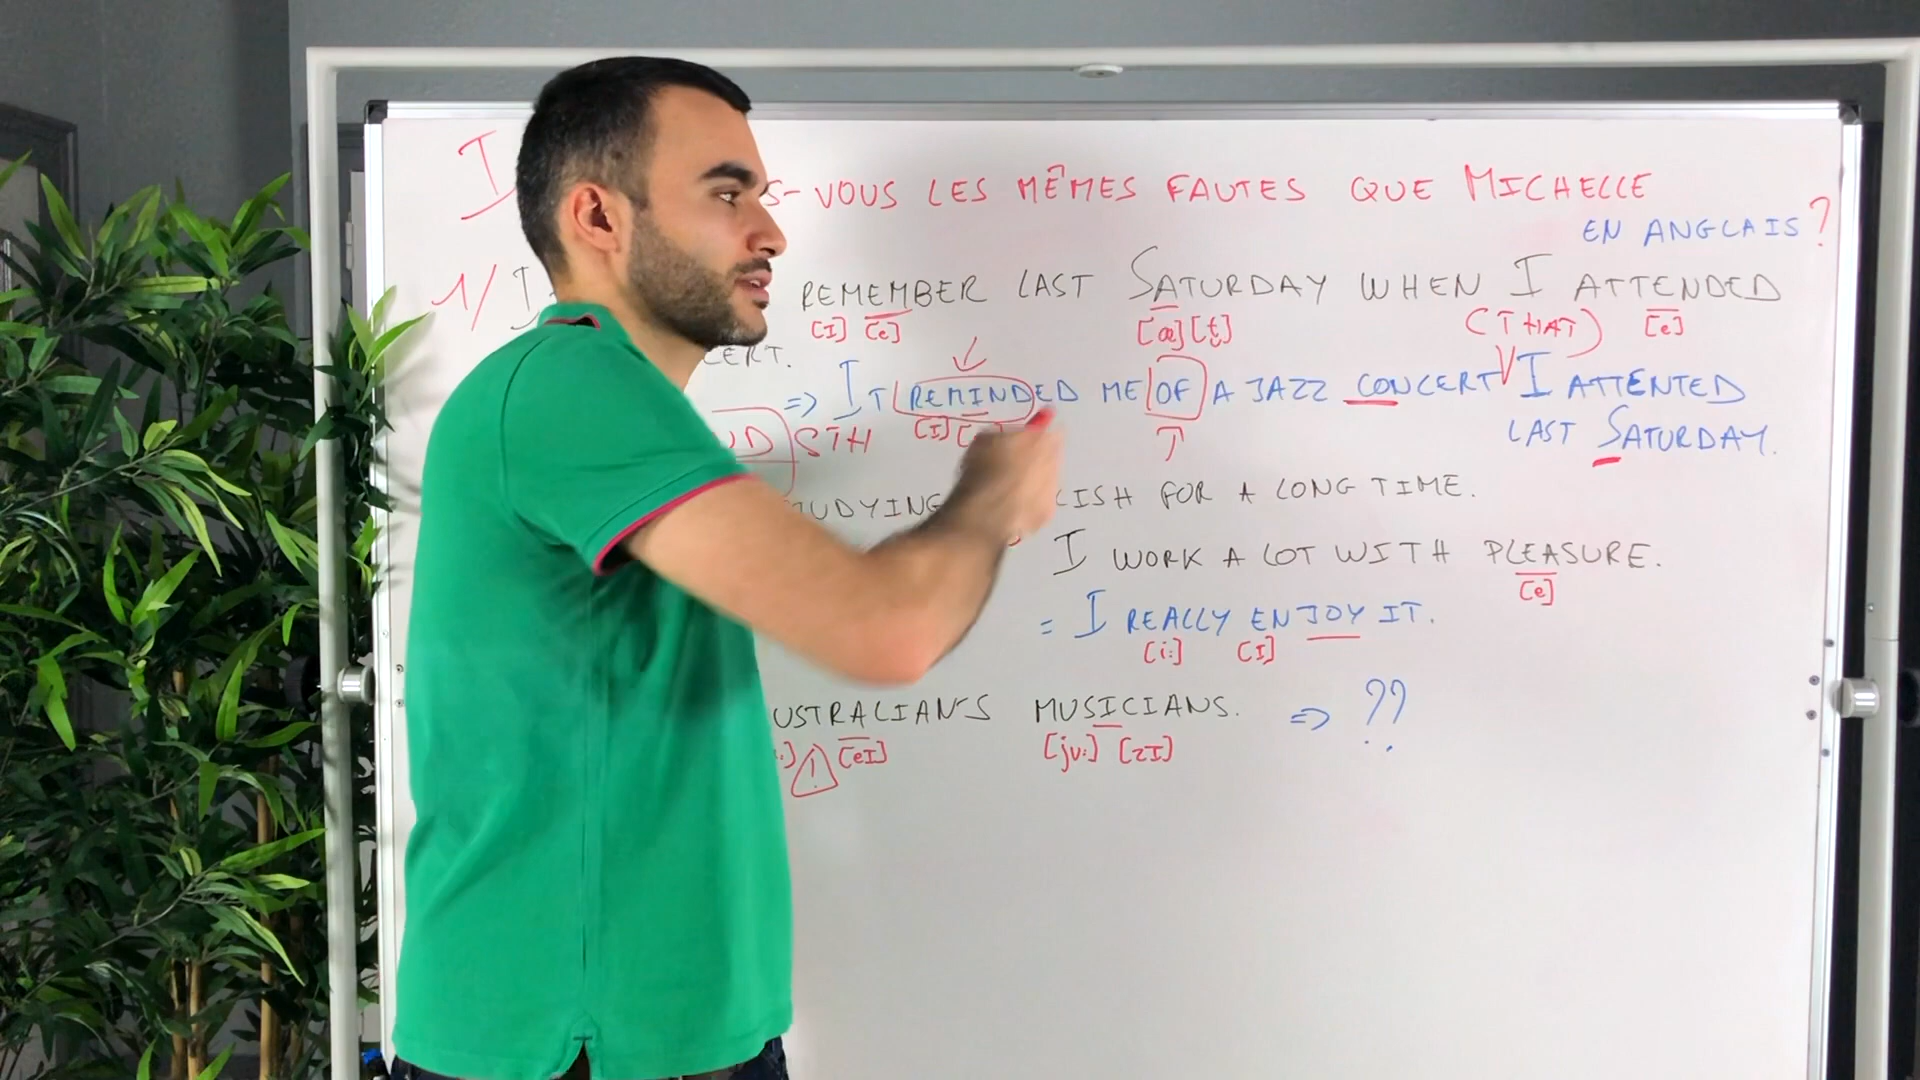 S-VOUS LES MÊMES FAUTES QUE MICHELLE
EN ANGLAIS ?
1/ I REMEMBER LAST SATURDAY WHEN I ATTENDED
[I] [e] [æ] [t] (THAT) [e]
CERT.
=> IT REMINDED ME OF A JAZZ CONCERT I ATTENTED
STH [I]
LAST SATURDAY.
TUDYING LISH FOR A LONG TIME.
I WORK A LOT WITH PLEASURE.
[e]
= I REALLY ENJOY IT.
[i:] [I]
USTRALIANS MUSICIANS. => ??
:] ! [eI] [ju:] [zI]